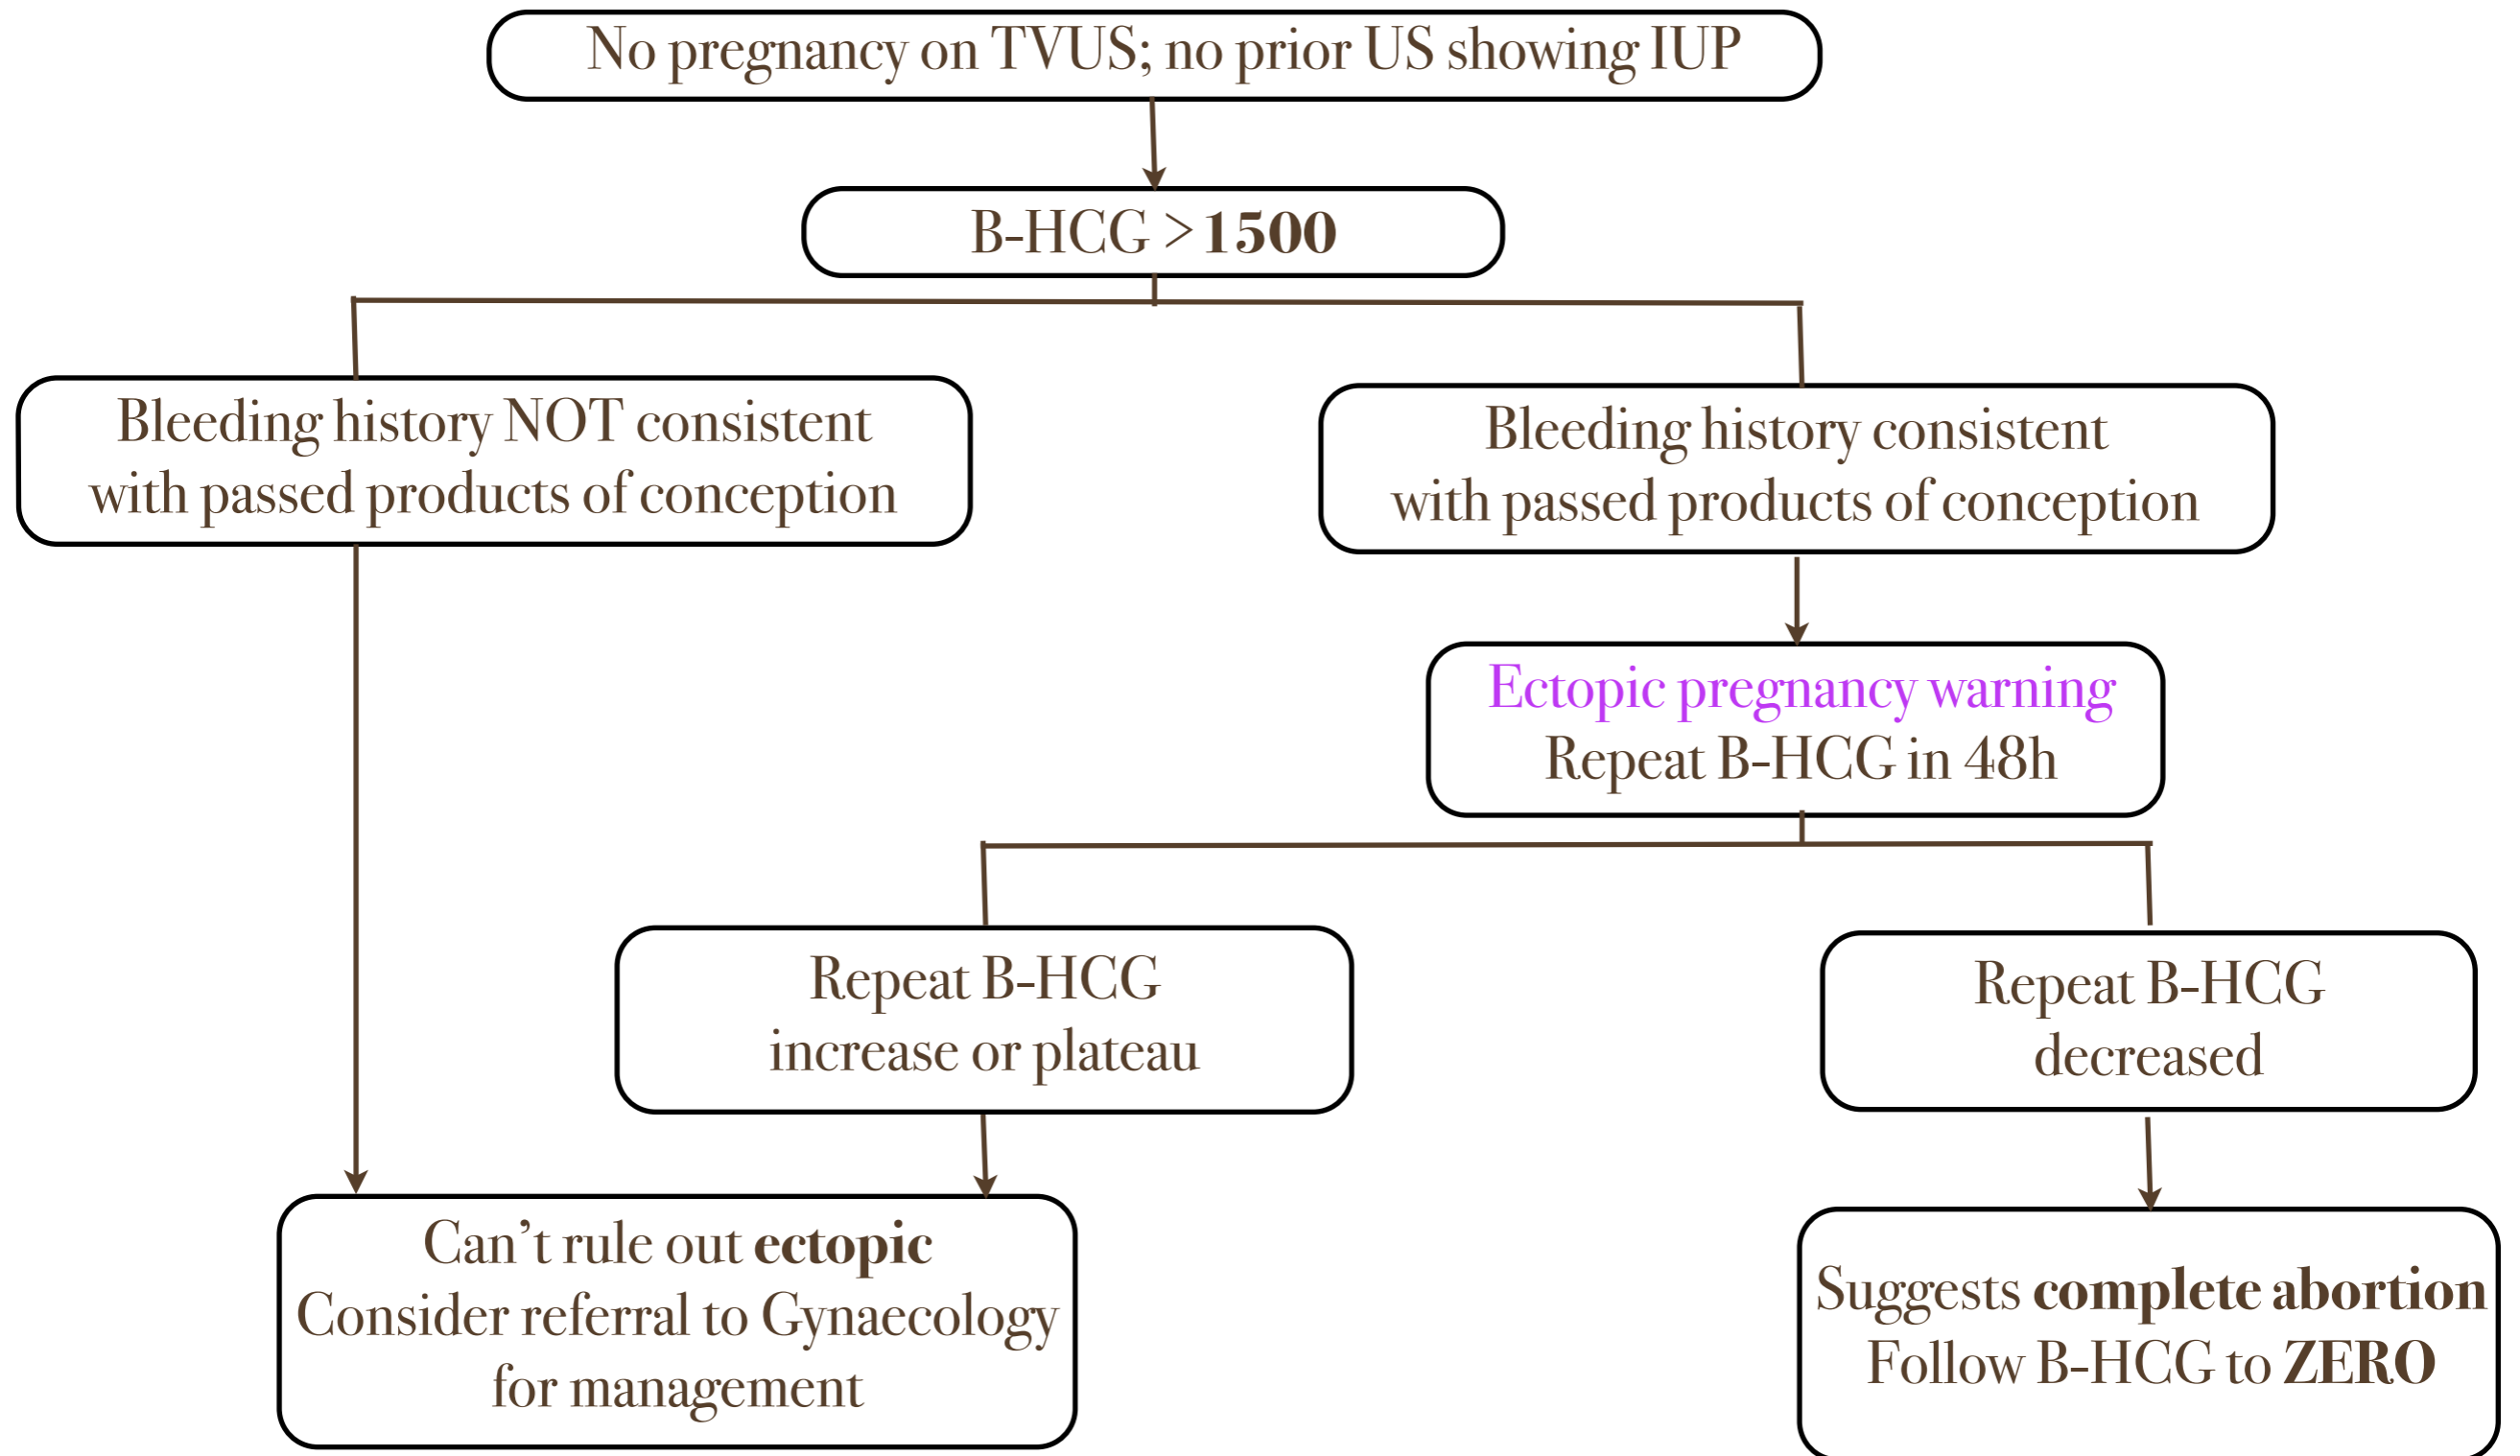 No pregnancy on TVUS; no prior US showing IUP
B-HCG > 1500
Bleeding history NOT consistent
with passed products of conception
Bleeding history consistent
with passed products of conception
Ectopic pregnancy warning
Repeat B-HCG in 48h
Repeat B-HCG
increase or plateau
Repeat B-HCG
decreased
Can’t rule out ectopic
Consider referral to Gynaecology
for management
Suggests complete abortion
Follow B-HCG to ZERO